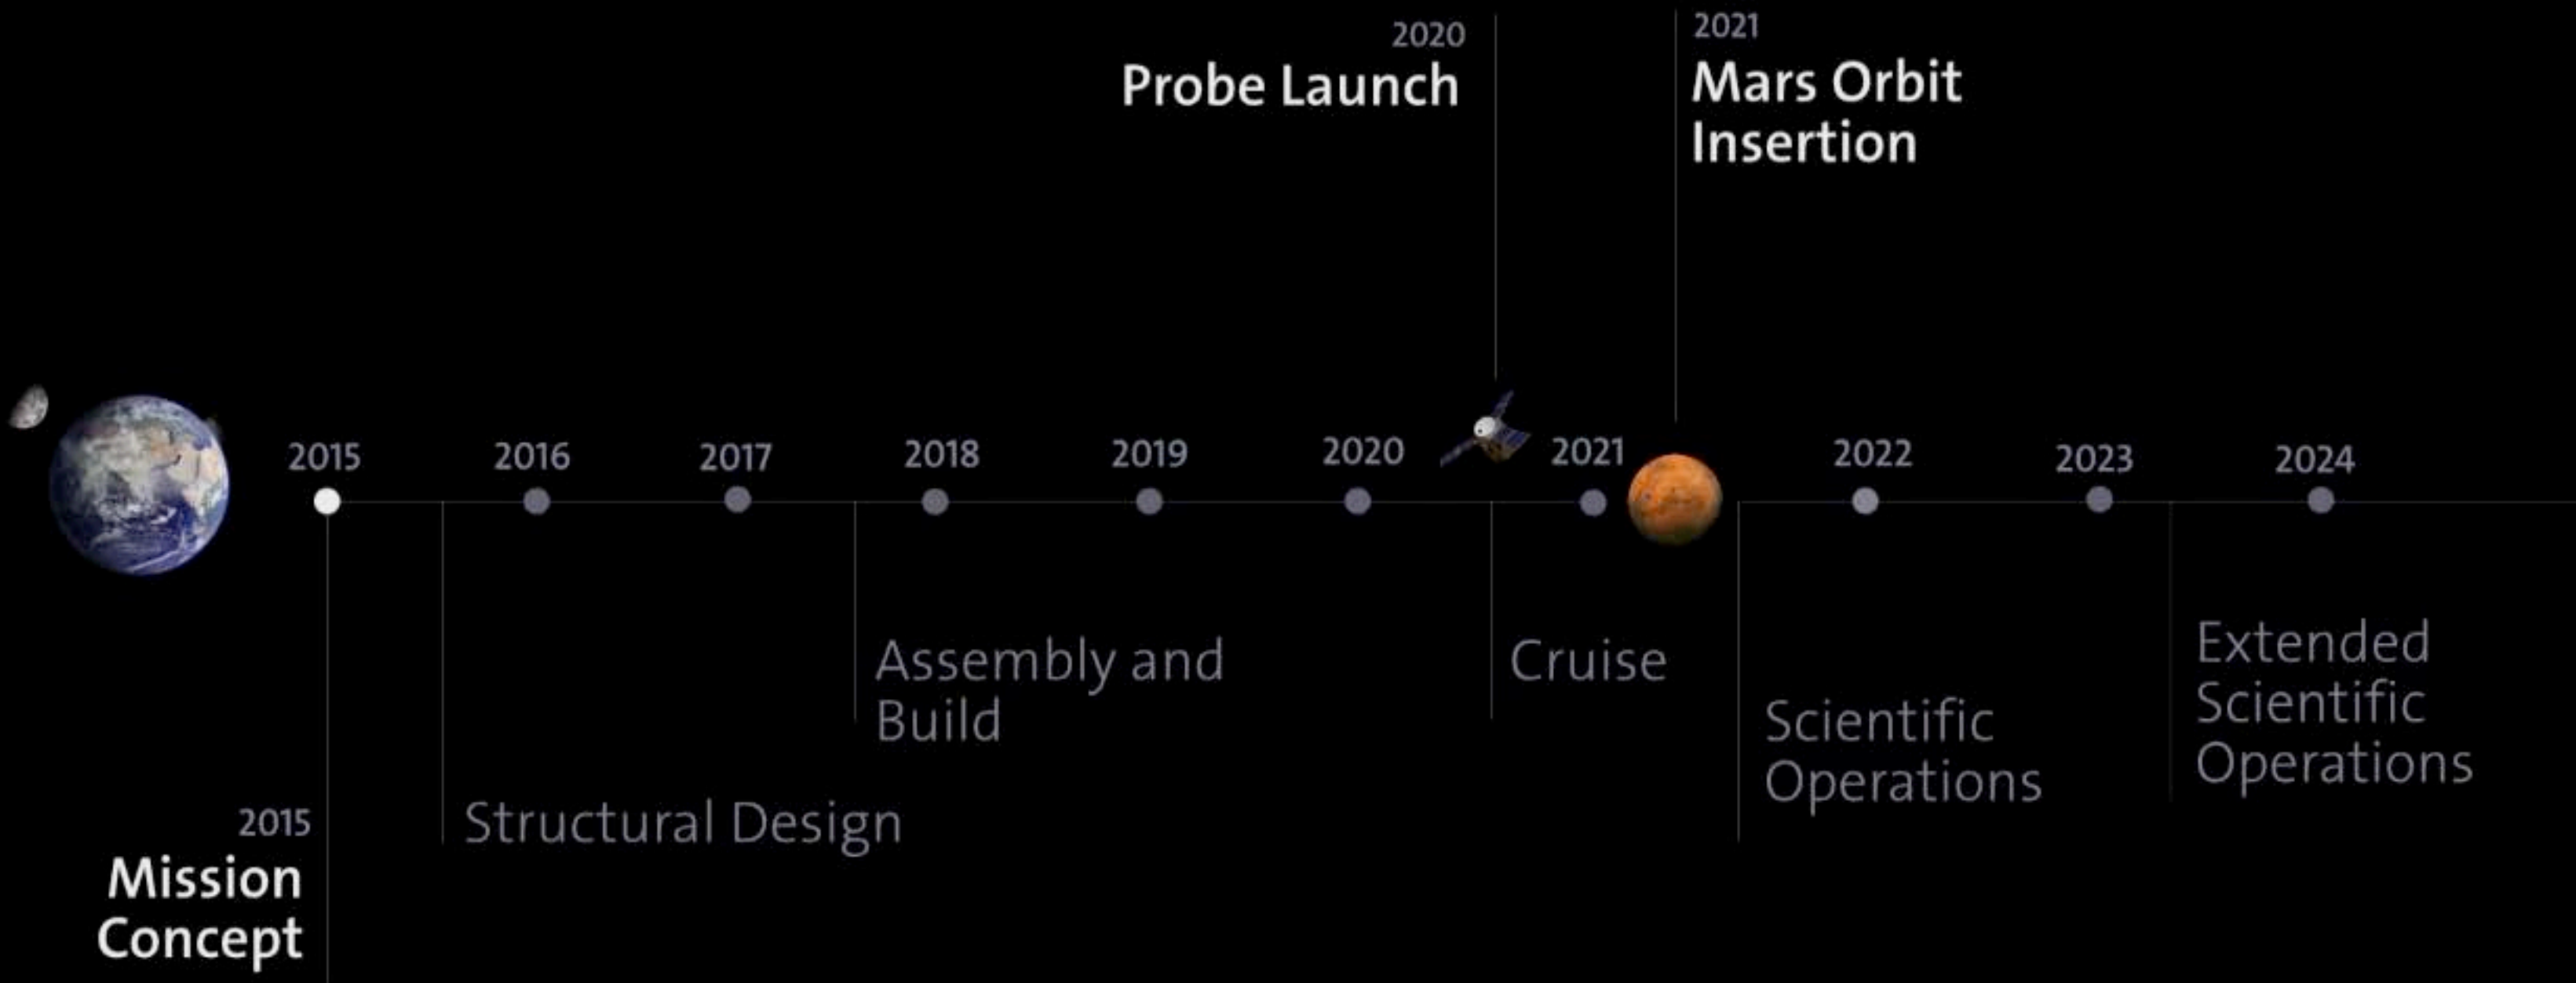 2020
Probe Launch
2021
Mars Orbit
Insertion
2015
2016
2017
2018
2019
2020
2021
2022
2023
2024
Assembly and
Build
Cruise
Scientific
Operations
Extended
Scientific
Operations
Structural Design
2015
Mission
Concept